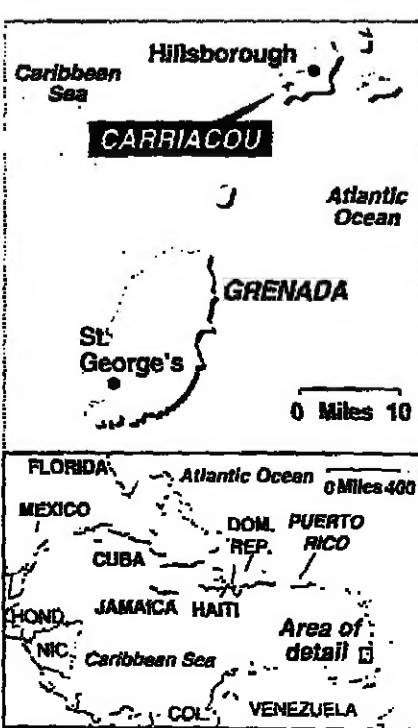 Hillsborough
Caribbean
Sea
CARRIACOU
Atlantic
Ocean
GRENADA
St.
George's
0 Miles 10
FLORIDA
Atlantic Ocean
0 Miles 400
MEXICO
DOM.
REP.
PUERTO
RICO
CUBA
JAMAICA
HAITI
HOND.
NIC.
Caribbean Sea
Area of
detail
COL.
VENEZUELA